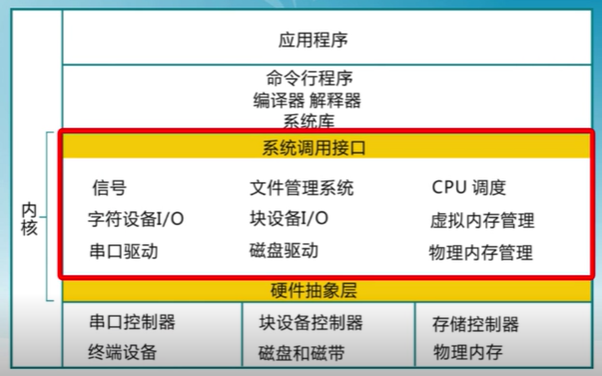 应用程序
命令行程序
编译器 解释器
系统库
系统调用接口
内核
信号 文件管理系统 CPU 调度
字符设备I/O 块设备I/O 虚拟内存管理
串口驱动 磁盘驱动 物理内存管理
硬件抽象层
串口控制器 块设备控制器 存储控制器
终端设备 磁盘和磁带 物理内存